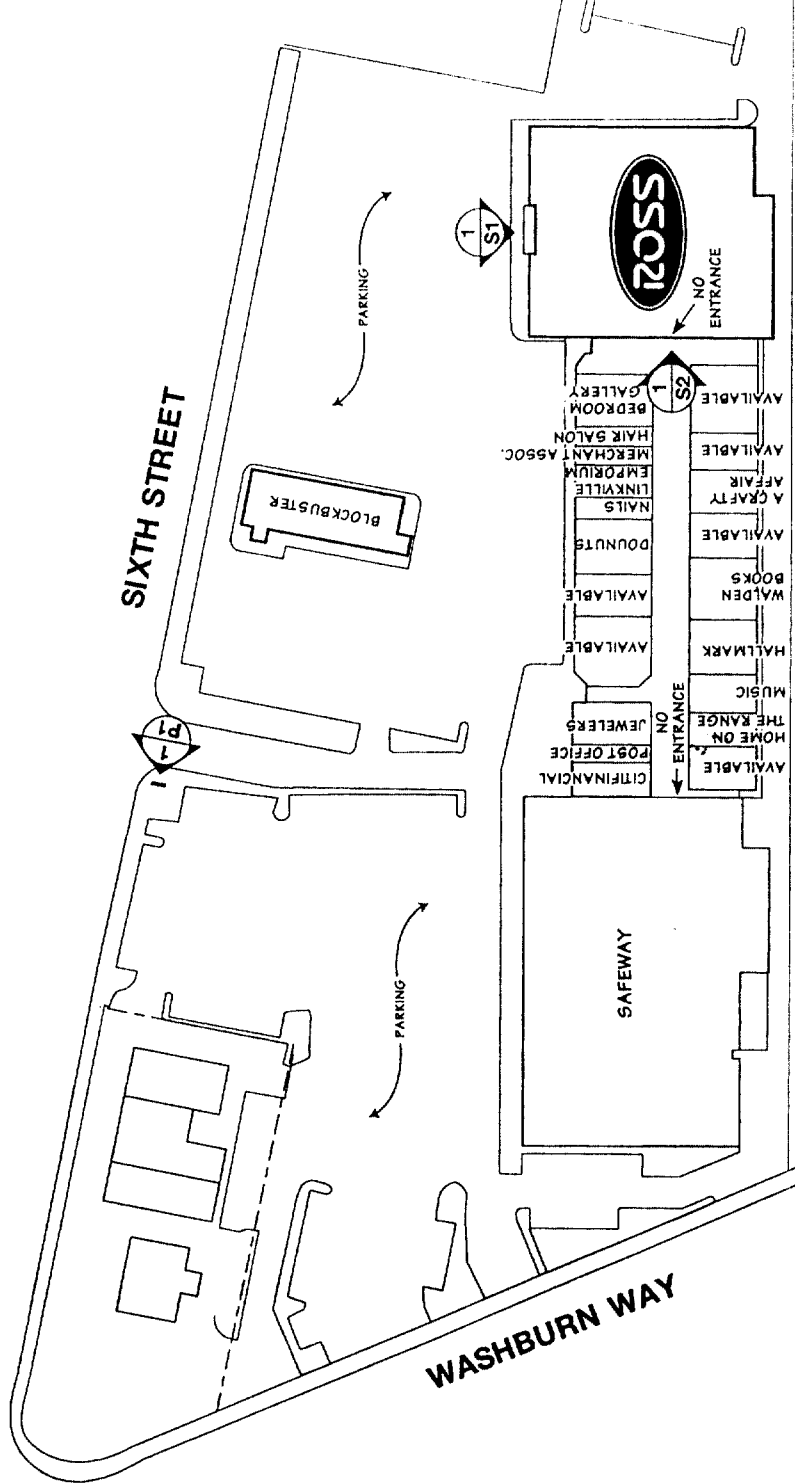 SIXTH STREET
PARKING
BLOCKBUSTER
1
S1
1
P1
1
ROSS
NO
ENTRANCE
1
S2
BEDROOM
GALLERY
HAIR SALON
MERCHANT ASSOC.
LINKVILLE
EMPORIUM
NAILS
DOUNUTS
AVAILABLE
AVAILABLE
JEWELERS
POST OFFICE
CITIFINANCIAL
NO
ENTRANCE
AVAILABLE
AVAILABLE
A CRAFTY
AFFAIR
AVAILABLE
WALDEN
BOOKS
HALLMARK
MUSIC
HOME ON
THE RANGE
AVAILABLE
PARKING
SAFEWAY
WASHBURN WAY